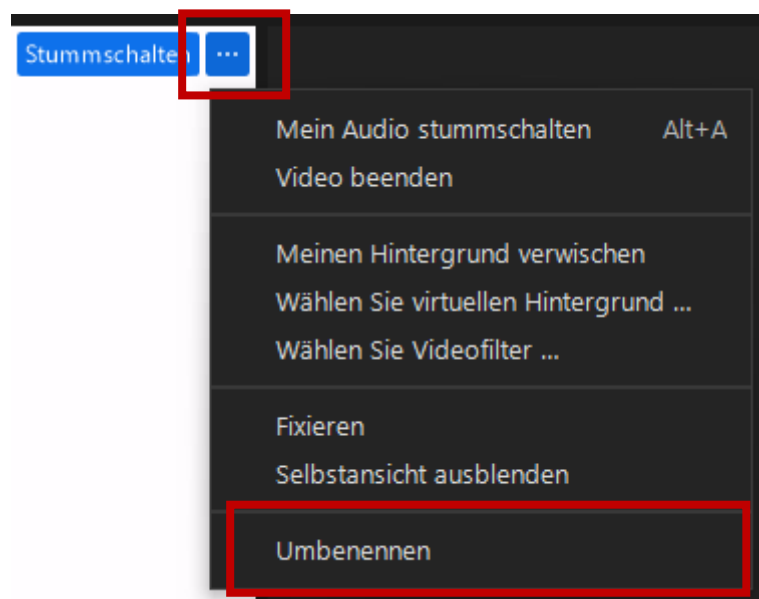 Stummschalten ...
Mein Audio stummschalten Alt+A
Video beenden
Meinen Hintergrund verwischen
Wählen Sie virtuellen Hintergrund ...
Wählen Sie Videofilter ...
Fixieren
Selbstansicht ausblenden
Umbenennen